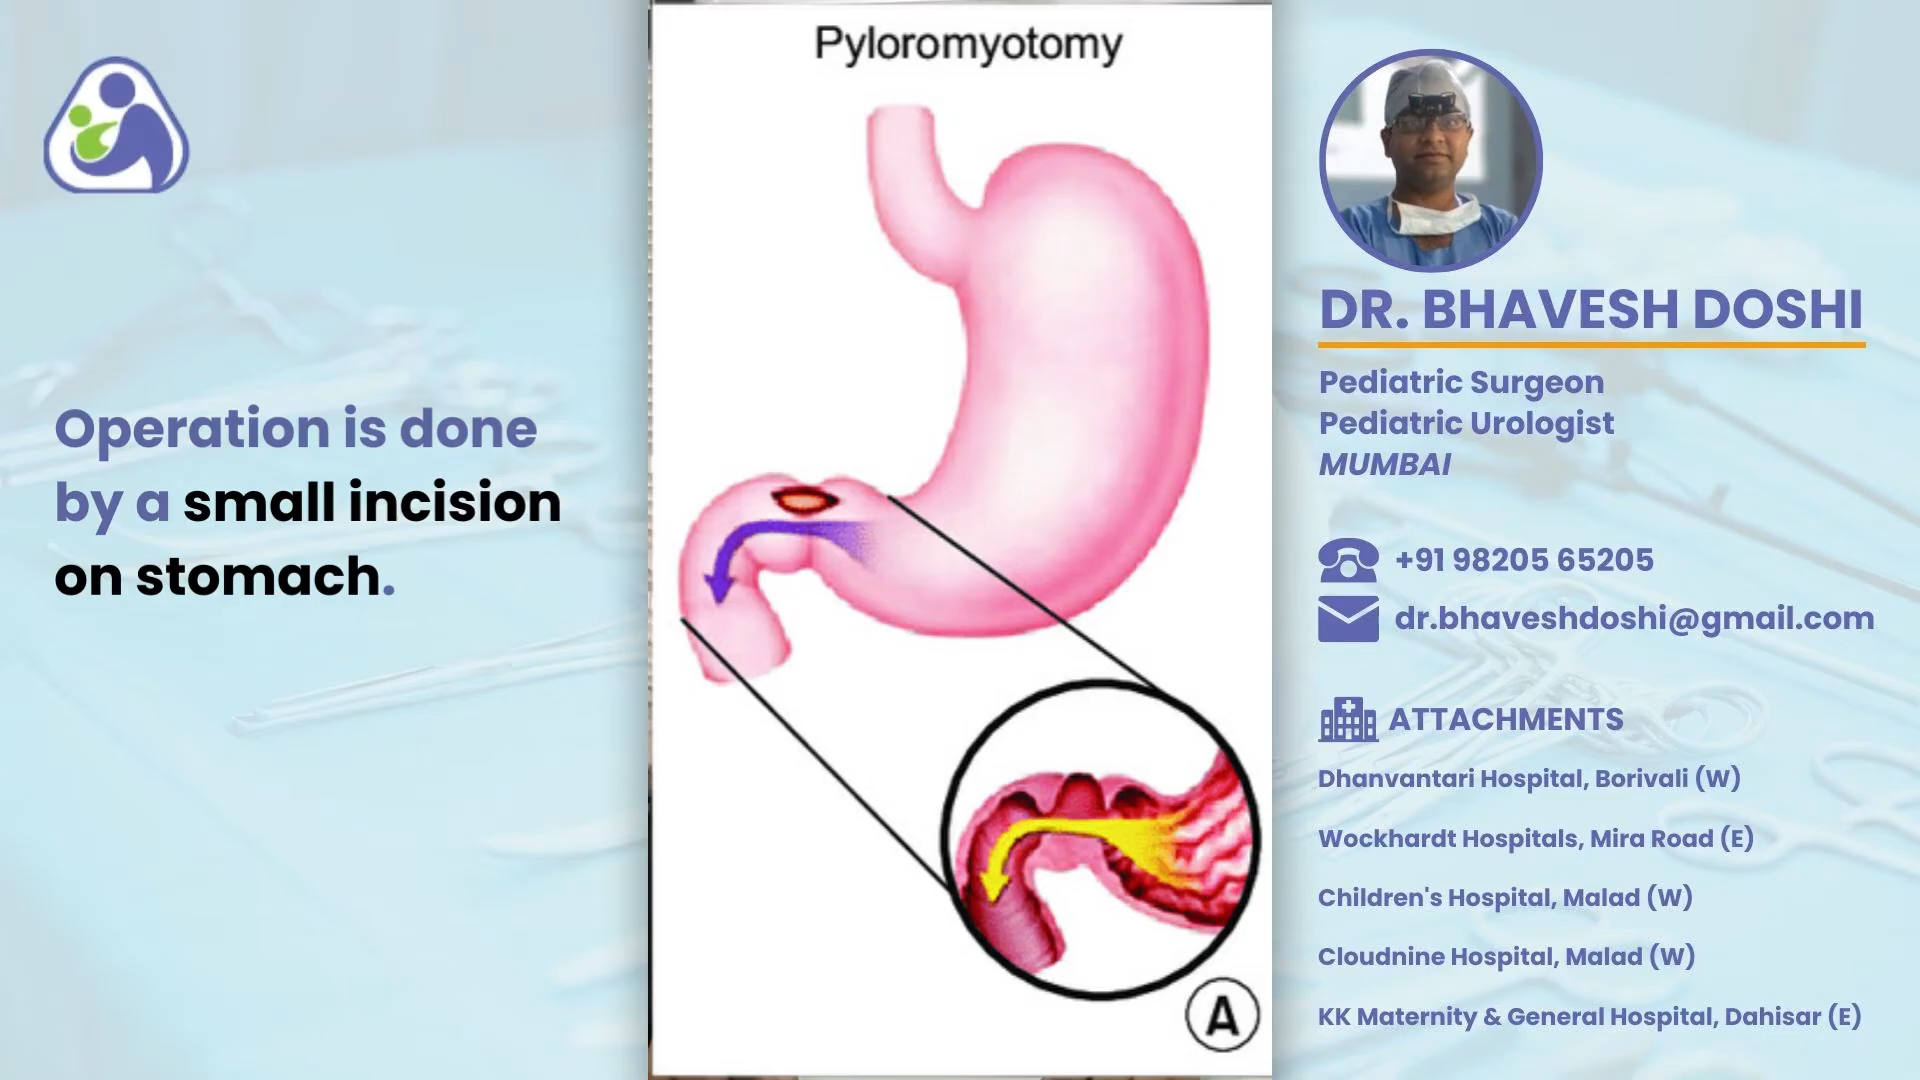 Operation is done
by a small incision
on stomach.
Pyloromyotomy
A
DR. BHAVESH DOSHI
Pediatric Surgeon
Pediatric Urologist
MUMBAI
+91 98205 65205
dr.bhaveshdoshi@gmail.com
ATTACHMENTS
Dhanvantari Hospital, Borivali (W)
Wockhardt Hospitals, Mira Road (E)
Children's Hospital, Malad (W)
Cloudnine Hospital, Malad (W)
KK Maternity & General Hospital, Dahisar (E)